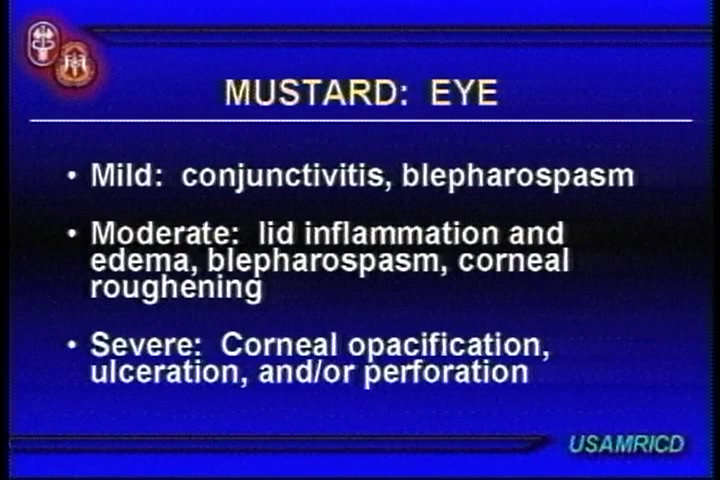 MUSTARD: EYE
• Mild: conjunctivitis, blepharospasm
• Moderate: lid inflammation and
edema, blepharospasm, corneal
roughening
• Severe: Corneal opacification,
ulceration, and/or perforation
USAMRICD